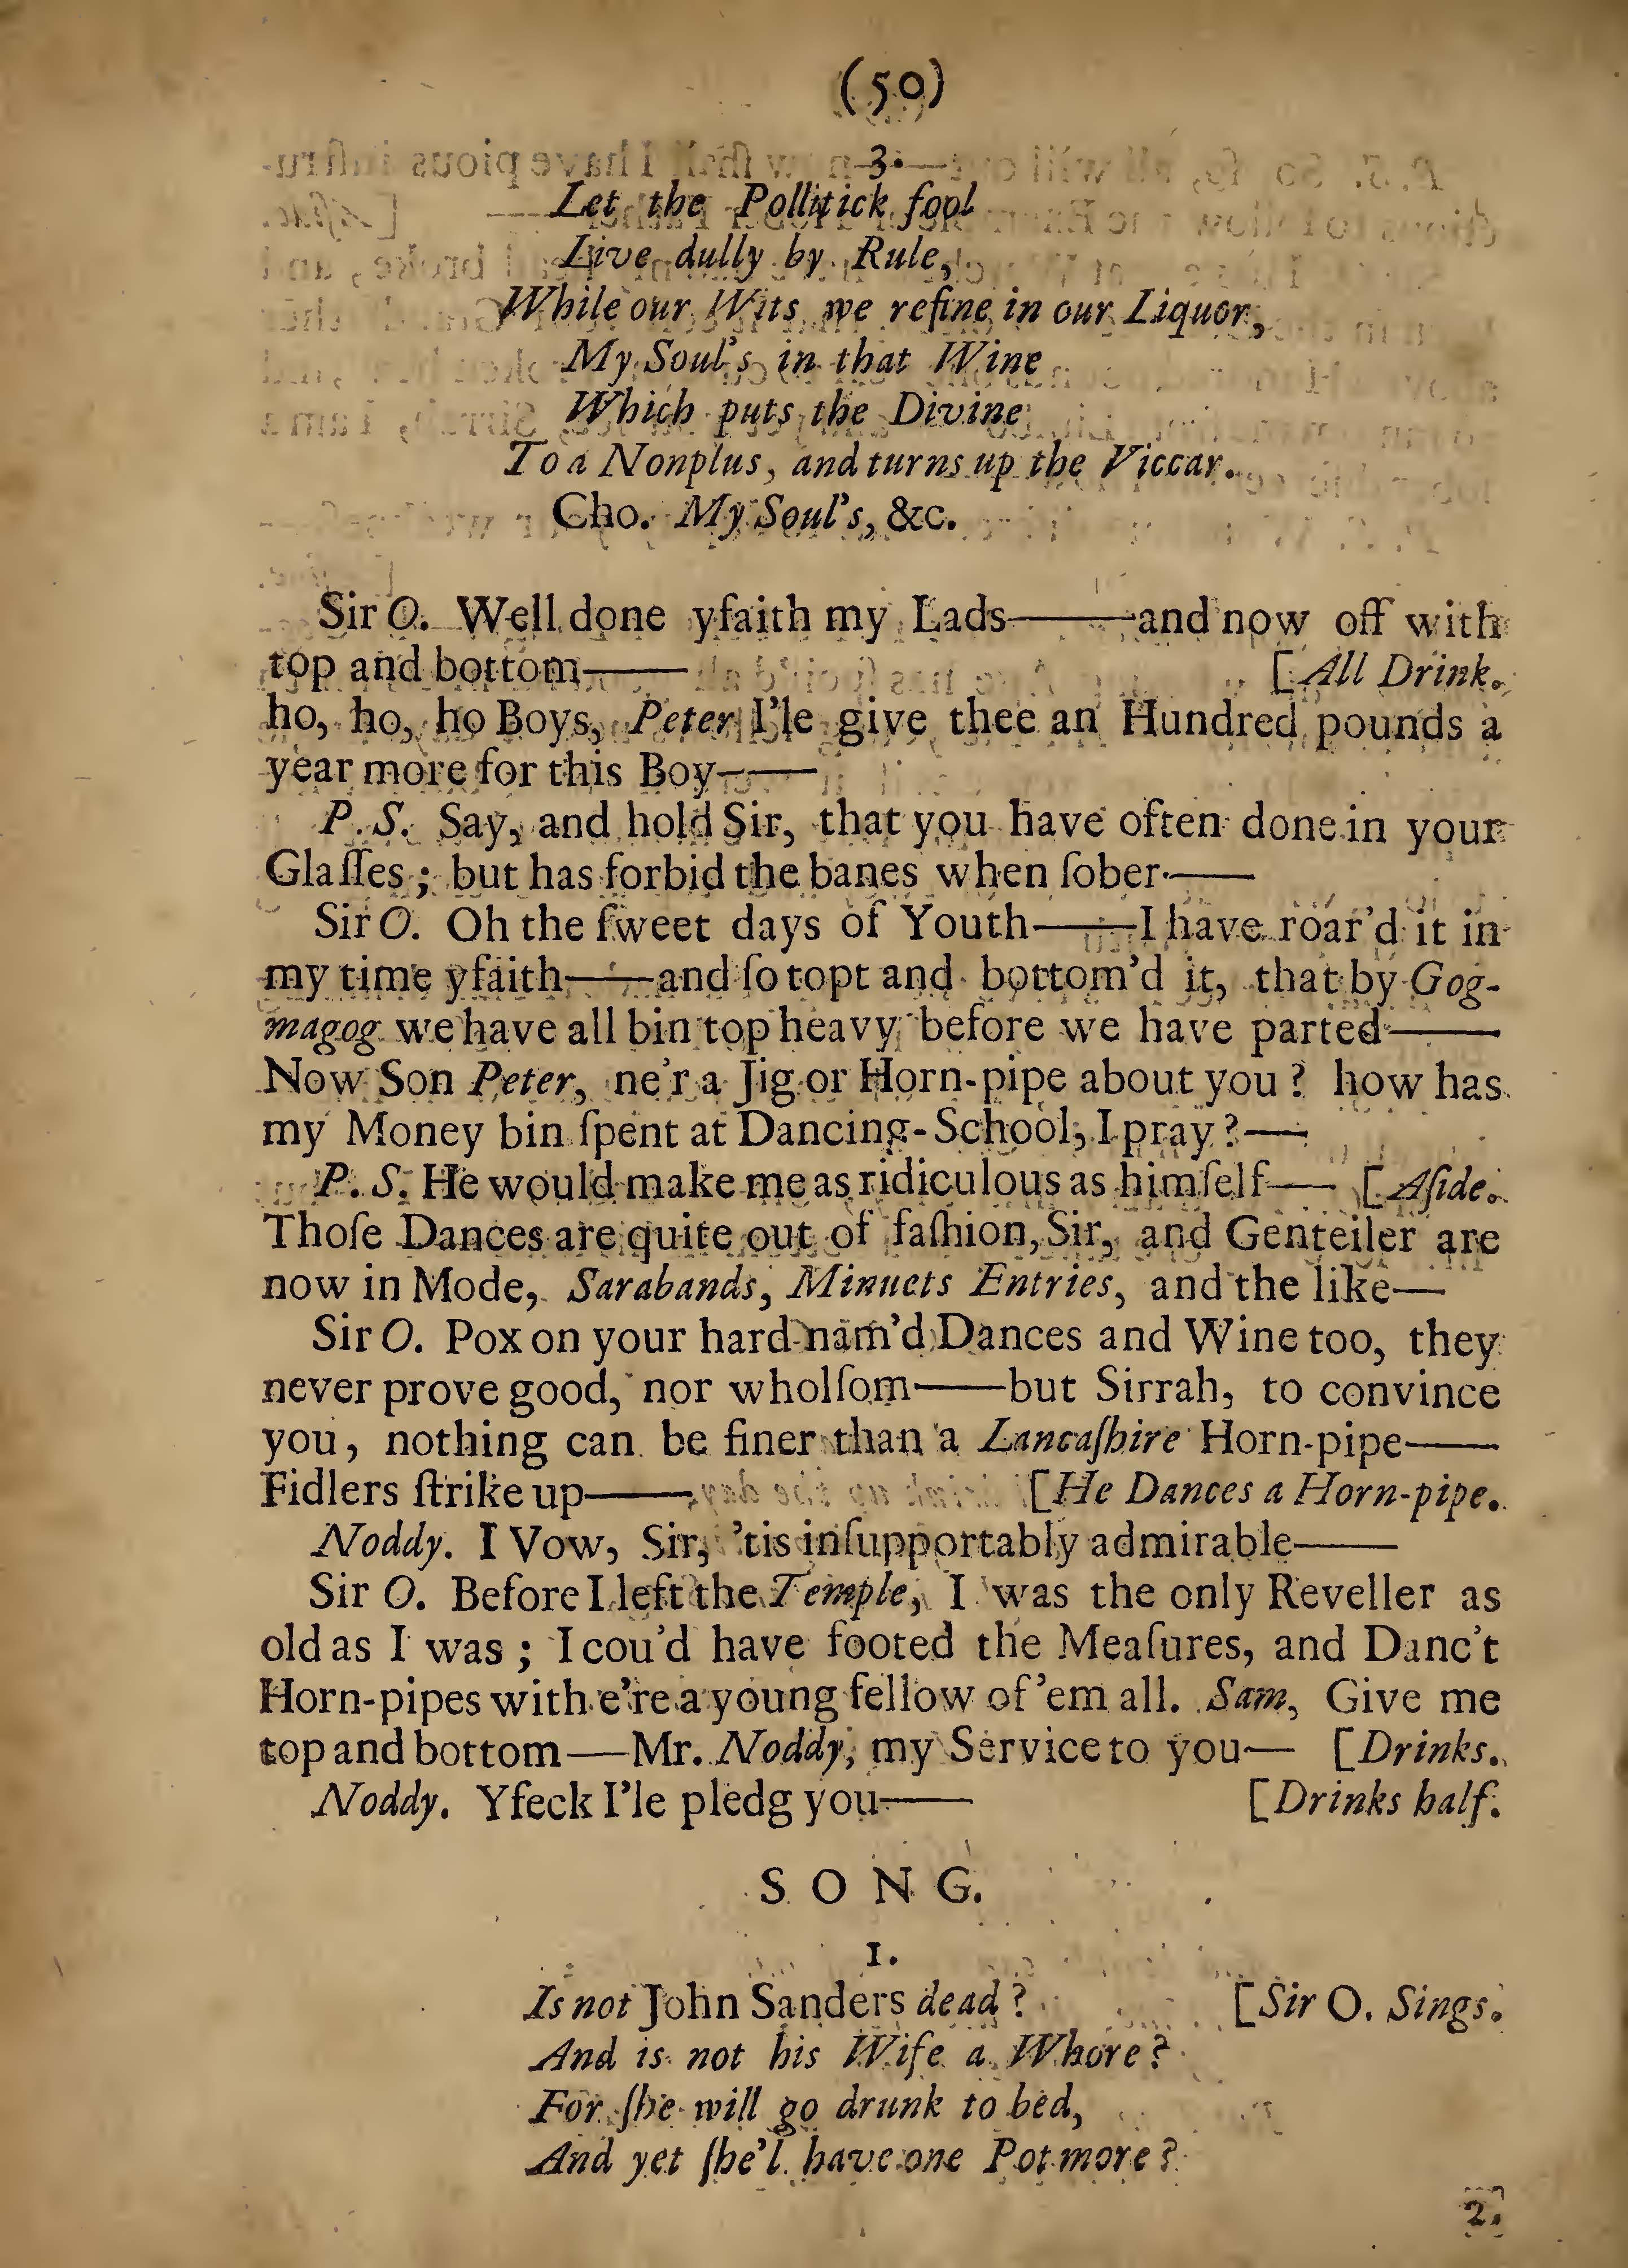 (50)
3.
Let the Pollitick fool
Live dully by Rule,
While our Wits we refine in our Liquor,
My Soul's in that Wine
Which puts the Divine
To a Nonplus, and turns up the Viccar.
Cho. My Soul's, &c.
Sir O. Well done yfaith my Lads——and now off with
top and bottom—— [All Drink.
ho, ho, ho Boys, Peter I'le give thee an Hundred pounds a
year more for this Boy——
P. S. Say, and hold Sir, that you have often done in your
Glaſſes; but has forbid the banes when ſober——
Sir O. Oh the ſweet days of Youth——I have roar'd it in
my time yfaith——and ſo topt and bottom'd it, that by Gog-
magog we have all bin top heavy before we have parted——
Now Son Peter, ne'r a Jig or Horn-pipe about you? how has
my Money bin ſpent at Dancing-School, I pray?—
P. S. He would make me as ridiculous as himſelf—— [Aſide.
Thoſe Dances are quite out of faſhion, Sir, and Genteiler are
now in Mode, Sarabands, Minuets Entries, and the like—
Sir O. Pox on your hard nam'd Dances and Wine too, they
never prove good, nor wholſom——but Sirrah, to convince
you, nothing can be finer than a Lancaſhire Horn-pipe——
Fidlers ſtrike up—— [He Dances a Horn-pipe.
Noddy. I Vow, Sir, 'tis inſupportably admirable——
Sir O. Before I left the Temple, I was the only Reveller as
old as I was; I cou'd have footed the Meaſures, and Danc't
Horn-pipes with e're a young fellow of 'em all. Sam, Give me
top and bottom——Mr. Noddy, my Service to you— [Drinks.
Noddy. Yfeck I'le pledg you—— [Drinks half.
SONG.
1.
Is not John Sanders dead? [Sir O. Sings.
And is not his Wife a Whore?
For ſhe will go drunk to bed,
And yet ſhe'l have one Pot more?
2.